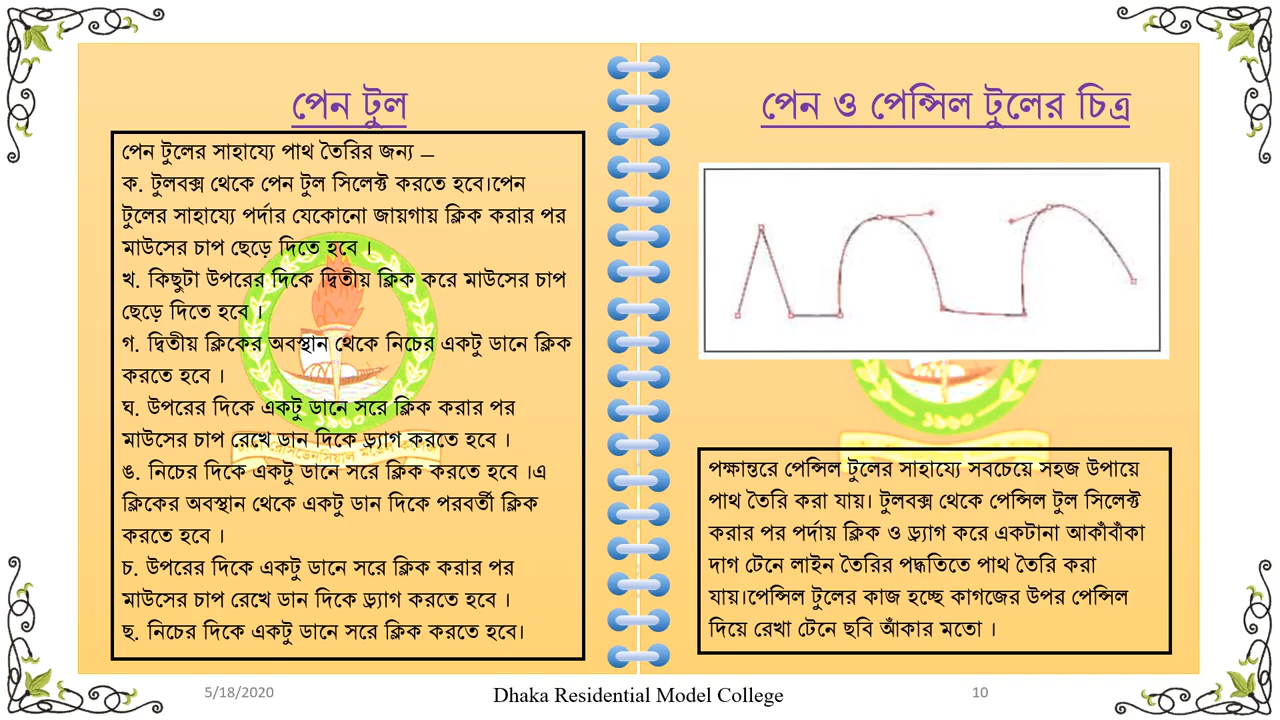 পেন টুল
পেন টুলের সাহায্যে পাথ তৈরির জন্য –
ক. টুলবক্স থেকে পেন টুল সিলেক্ট করতে হবে।পেন
টুলের সাহায্যে পর্দার যেকোনো জায়গায় ক্লিক করার পর
মাউসের চাপ ছেড়ে দিতে হবে ।
খ. কিছুটা উপরের দিকে দ্বিতীয় ক্লিক করে মাউসের চাপ
ছেড়ে দিতে হবে ।
গ. দ্বিতীয় ক্লিকের অবস্থান থেকে নিচের একটু ডানে ক্লিক
করতে হবে ।
ঘ. উপরের দিকে একটু ডানে সরে ক্লিক করার পর
মাউসের চাপ রেখে ডান দিকে ড্র্যাগ করতে হবে ।
ঙ. নিচের দিকে একটু ডানে সরে ক্লিক করতে হবে ।এ
ক্লিকের অবস্থান থেকে একটু ডান দিকে পরবর্তী ক্লিক
করতে হবে ।
চ. উপরের দিকে একটু ডানে সরে ক্লিক করার পর
মাউসের চাপ রেখে ডান দিকে ড্র্যাগ করতে হবে ।
ছ. নিচের দিকে একটু ডানে সরে ক্লিক করতে হবে।
পেন ও পেন্সিল টুলের চিত্র
১৯৬০
পক্ষান্তরে পেন্সিল টুলের সাহায্যে সবচেয়ে সহজ উপায়ে
পাথ তৈরি করা যায়। টুলবক্স থেকে পেন্সিল টুল সিলেক্ট
করার পর পর্দায় ক্লিক ও ড্র্যাগ করে একটানা আকাঁবাঁকা
দাগ টেনে লাইন তৈরির পদ্ধতিতে পাথ তৈরি করা
যায়।পেন্সিল টুলের কাজ হচ্ছে কাগজের উপর পেন্সিল
দিয়ে রেখা টেনে ছবি আঁকার মতো ।
5/18/2020
Dhaka Residential Model College
10